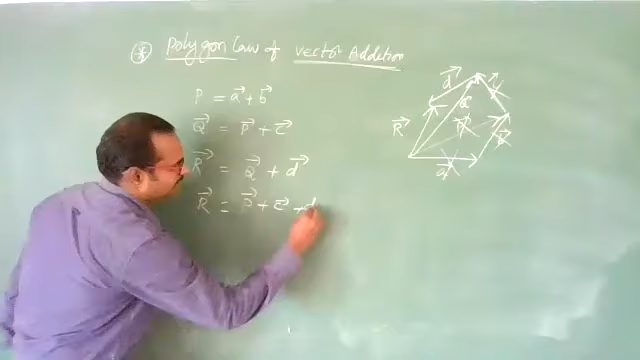 * Polygon Law of Vector Addition
P = a⃗ + b⃗
Q⃗ = P⃗ + c⃗
R⃗ = Q⃗ + d⃗
R⃗ = P⃗ + c⃗ + d
d⃗
R⃗
a⃗